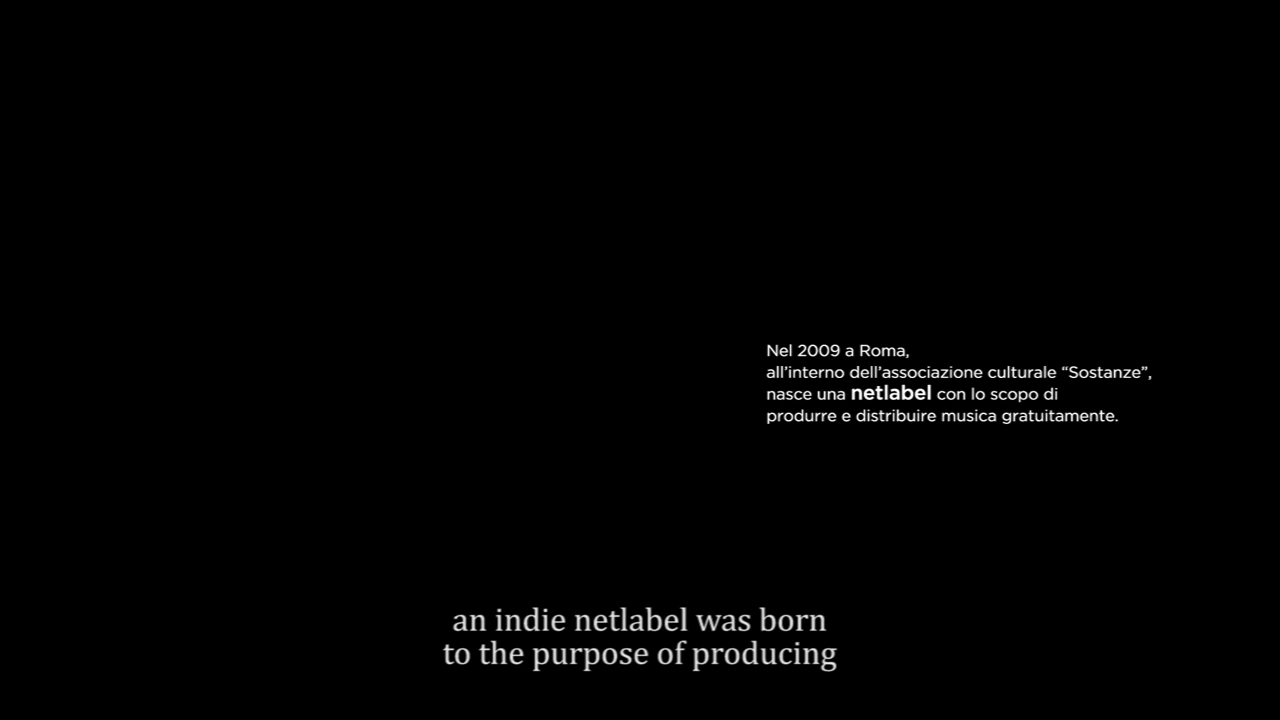 Nel 2009 a Roma,
all'interno dell'associazione culturale “Sostanze”,
nasce una netlabel con lo scopo di
produrre e distribuire musica gratuitamente.
an indie netlabel was born
to the purpose of producing